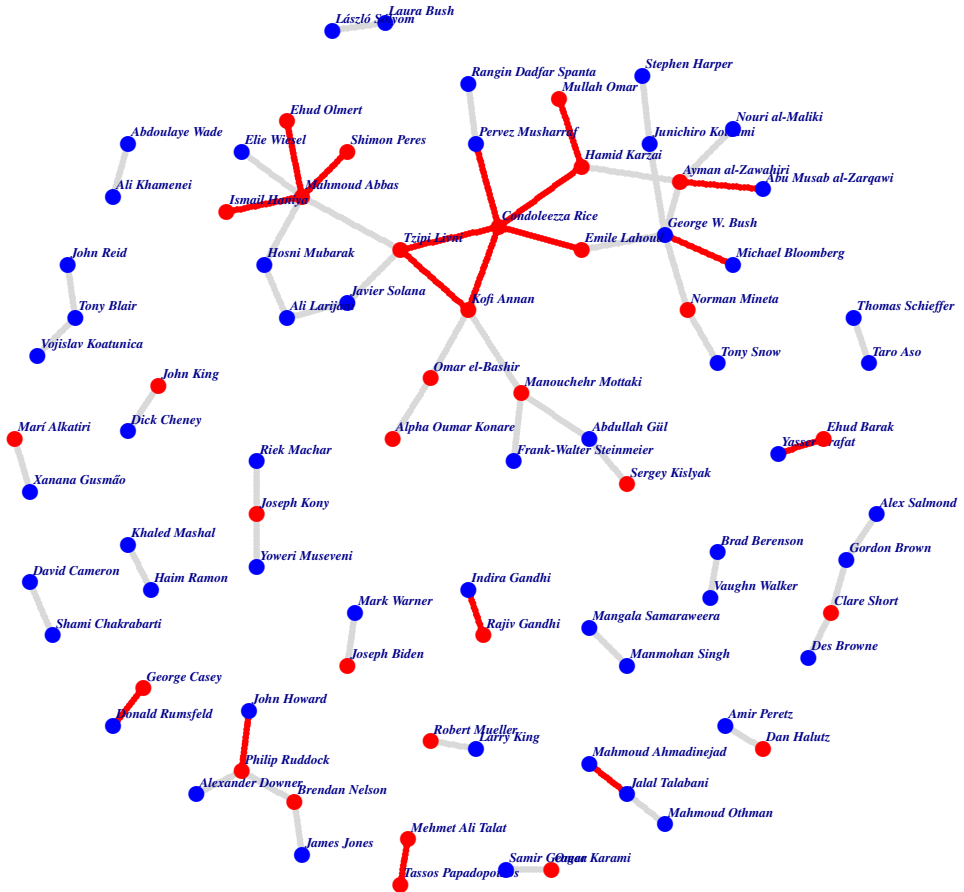 Laura Bush
László Sólyom
Stephen Harper
Rangin Dadfar Spanta
Mullah Omar
Ehud Olmert
Nouri al-Maliki
Abdoulaye Wade
Elie Wiesel
Shimon Peres
Pervez Musharraf
Junichiro Koizumi
Hamid Karzai
Ayman al-Zawahiri
Ali Khamenei
Mahmoud Abbas
Abu Musab al-Zarqawi
Ismail Haniya
Condoleezza Rice
George W. Bush
Tzipi Livni
Emile Lahoud
John Reid
Hosni Mubarak
Michael Bloomberg
Javier Solana
Kofi Annan
Norman Mineta
Tony Blair
Ali Larijani
Thomas Schieffer
Vojislav Koatunica
Tony Snow
Taro Aso
Omar el-Bashir
John King
Manouchehr Mottaki
Dick Cheney
Marí Alkatiri
Alpha Oumar Konare
Abdullah Gül
Ehud Barak
Yasser Arafat
Riek Machar
Frank-Walter Steinmeier
Xanana Gusmão
Sergey Kislyak
Joseph Kony
Alex Salmond
Khaled Mashal
Brad Berenson
Gordon Brown
Yoweri Museveni
David Cameron
Haim Ramon
Indira Gandhi
Vaughn Walker
Mark Warner
Clare Short
Mangala Samaraweera
Shami Chakrabarti
Rajiv Gandhi
Des Browne
Joseph Biden
Manmohan Singh
George Casey
John Howard
Donald Rumsfeld
Amir Peretz
Robert Mueller
Larry King
Dan Halutz
Philip Ruddock
Mahmoud Ahmadinejad
Alexander Downer
Jalal Talabani
Brendan Nelson
Mahmoud Othman
Mehmet Ali Talat
James Jones
Samir Geagea
Omar Karami
Tassos Papadopoulos